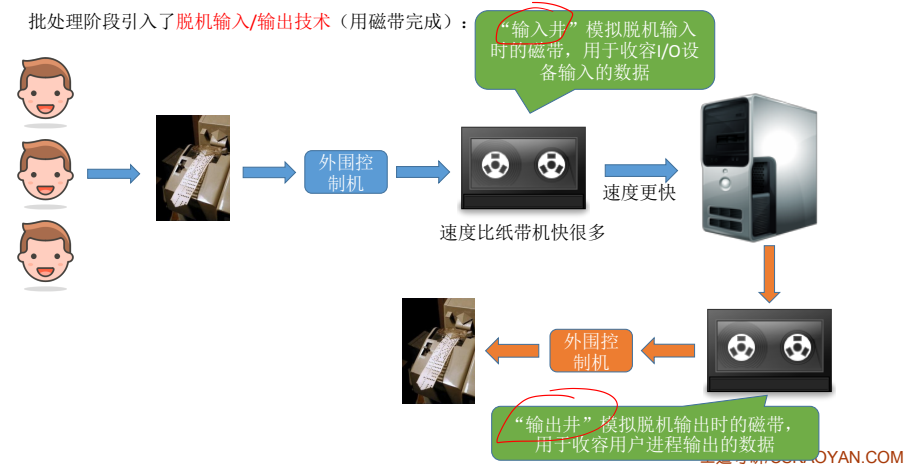 批处理阶段引入了脱机输入/输出技术（用磁带完成）：
“输入井”模拟脱机输入
时的磁带，用于收容I/O设
备输入的数据
外围控
制机
速度更快
速度比纸带机快很多
外围控
制机
“输出井”模拟脱机输出时的磁带，
用于收容用户进程输出的数据
OYAN.COM